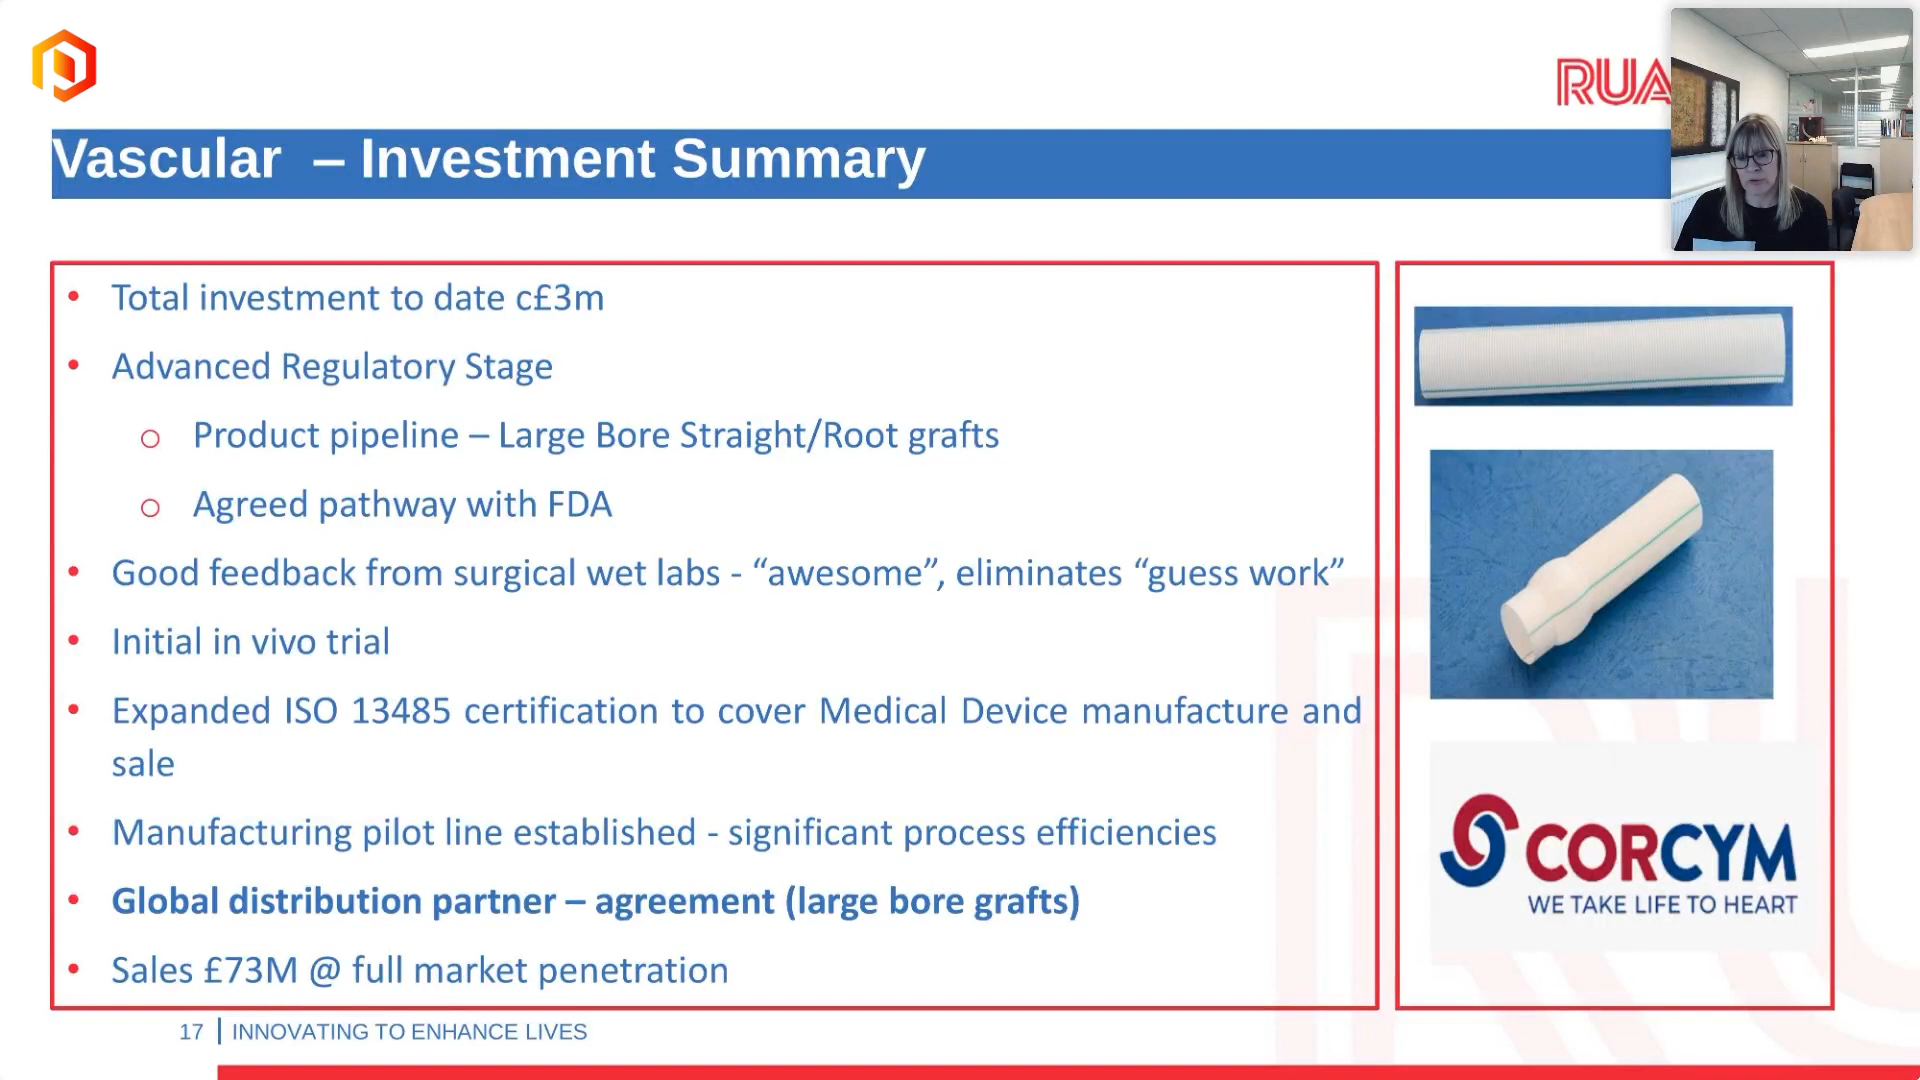 RUA
Vascular – Investment Summary
• Total investment to date c£3m
• Advanced Regulatory Stage
o Product pipeline – Large Bore Straight/Root grafts
o Agreed pathway with FDA
• Good feedback from surgical wet labs - “awesome”, eliminates “guess work”
• Initial in vivo trial
• Expanded ISO 13485 certification to cover Medical Device manufacture and
sale
• Manufacturing pilot line established - significant process efficiencies
• Global distribution partner – agreement (large bore grafts)
• Sales £73M @ full market penetration
CORCYM
WE TAKE LIFE TO HEART
17 | INNOVATING TO ENHANCE LIVES